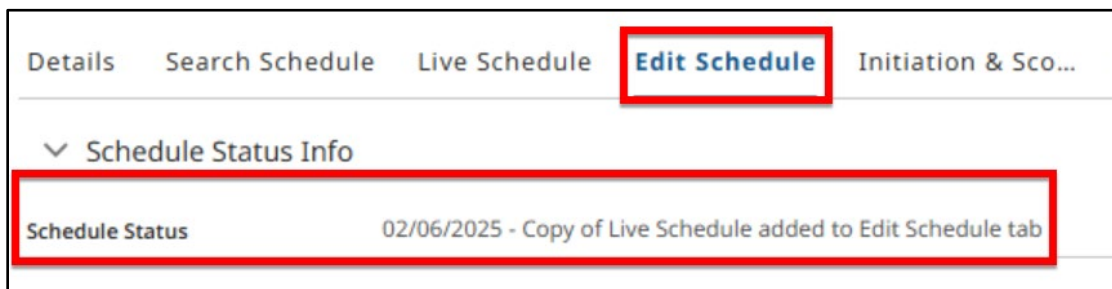 Details Search Schedule Live Schedule Edit Schedule Initiation & Sco...
Schedule Status Info
Schedule Status 02/06/2025 - Copy of Live Schedule added to Edit Schedule tab